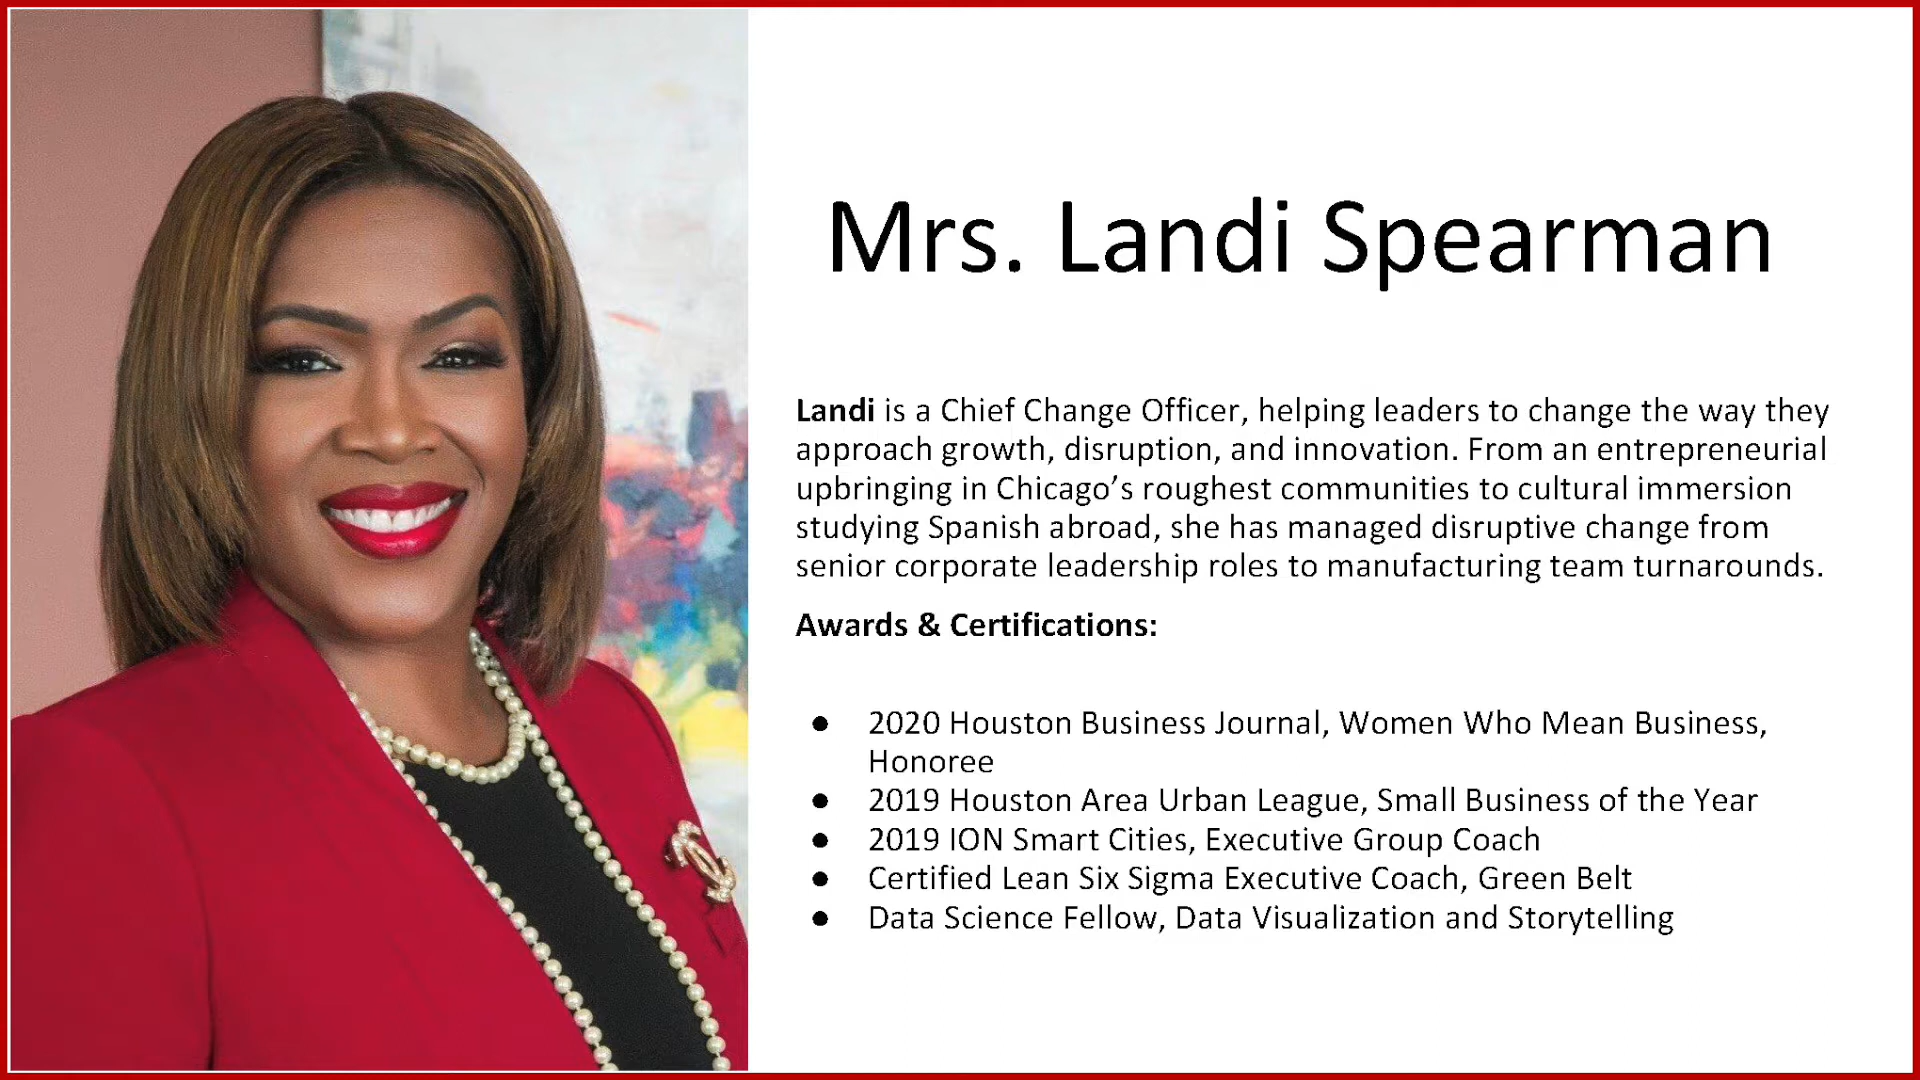 Mrs. Landi Spearman
Landi is a Chief Change Officer, helping leaders to change the way they
approach growth, disruption, and innovation. From an entrepreneurial
upbringing in Chicago’s roughest communities to cultural immersion
studying Spanish abroad, she has managed disruptive change from
senior corporate leadership roles to manufacturing team turnarounds.
Awards & Certifications:
● 2020 Houston Business Journal, Women Who Mean Business,
Honoree
● 2019 Houston Area Urban League, Small Business of the Year
● 2019 ION Smart Cities, Executive Group Coach
● Certified Lean Six Sigma Executive Coach, Green Belt
● Data Science Fellow, Data Visualization and Storytelling